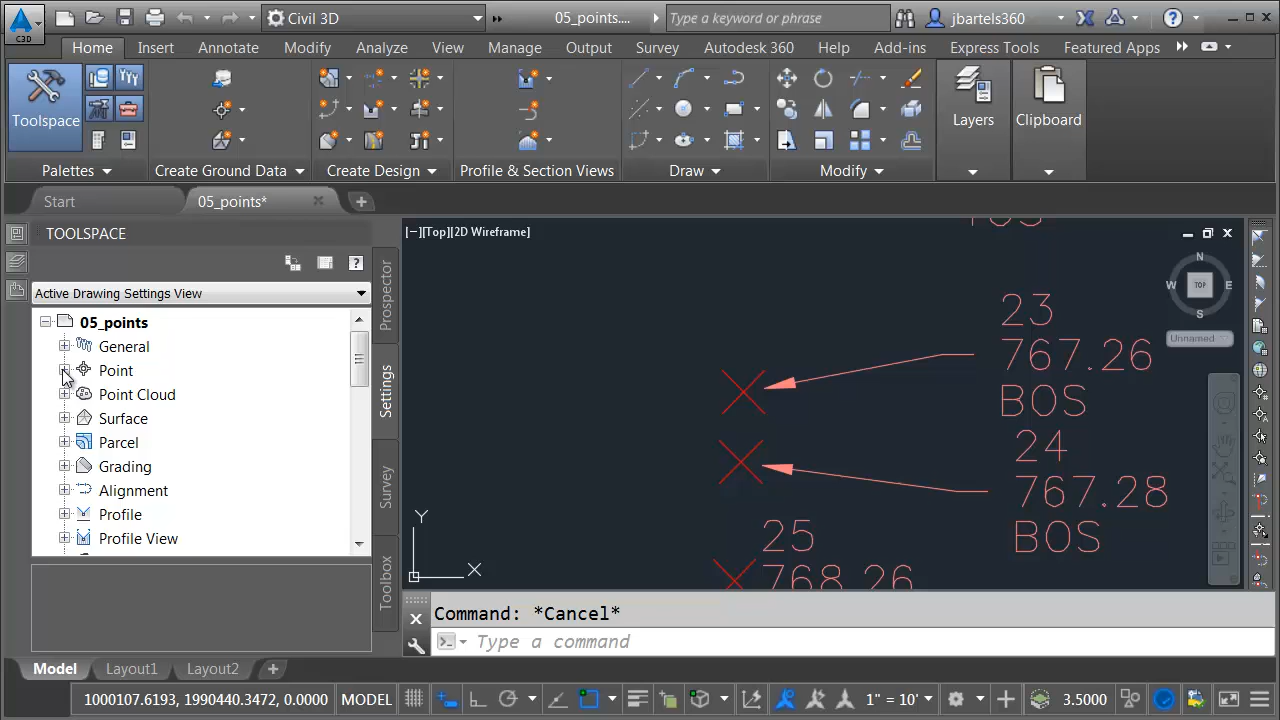 C3D
Civil 3D
05_points....
Type a keyword or phrase
jbartels360
?
Home Insert Annotate Modify Analyze View Manage Output Survey Autodesk 360 Help Add-ins Express Tools Featured Apps
Toolspace
Layers
Clipboard
Palettes Create Ground Data Create Design Profile & Section Views Draw Modify
Start
05_points*
TOOLSPACE
?
Active Drawing Settings View
05_points
General
Point
Point Cloud
Surface
Parcel
Grading
Alignment
Profile
Profile View
Prospector
Settings
Survey
Toolbox
[−][Top][2D Wireframe]
N
W TOP E
S
Unnamed
23
767.26
BOS
24
767.28
BOS
25
768.26
Y
X
Command: *Cancel*
Type a command
Model Layout1 Layout2
1000107.6193, 1990440.3472, 0.0000 MODEL 1" = 10' 3.5000